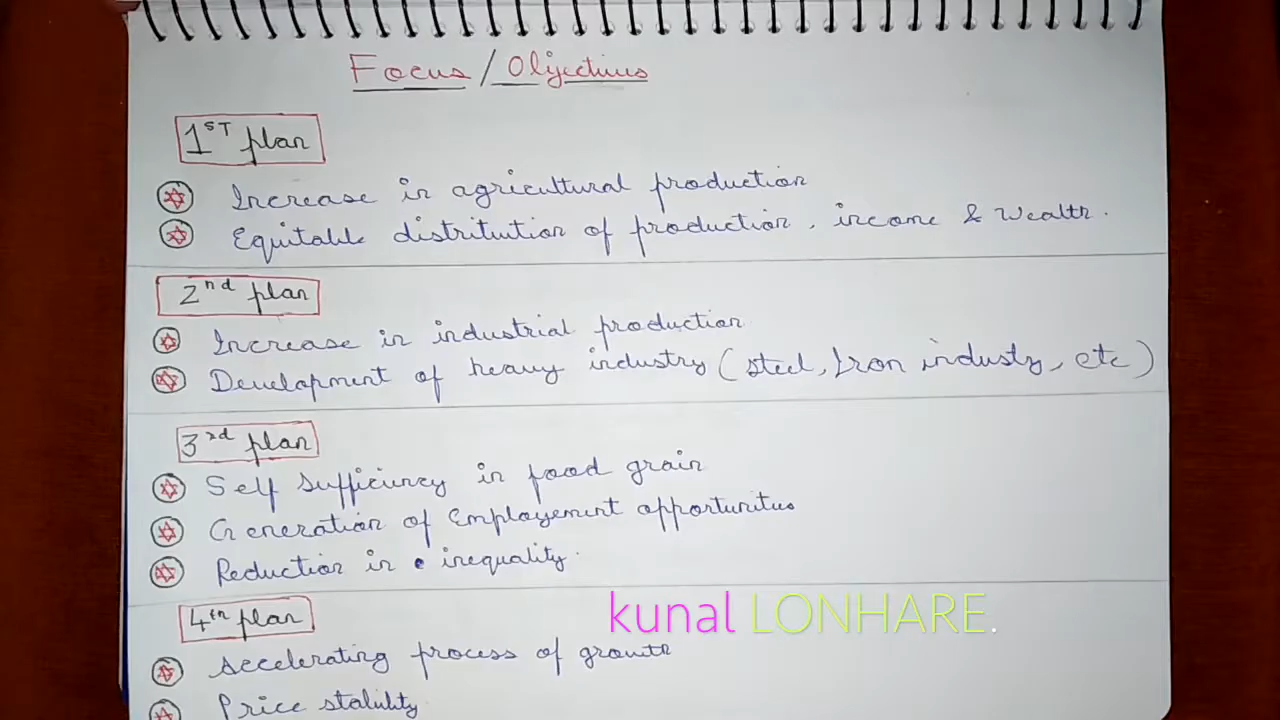 Focus / Objectives
1ST plan
Increase in agricultural production
Equitable distribution of production, income & wealth.
2nd plan
Increase in industrial production
Development of heavy industry (steel, Iron industy, etc)
3rd plan
Self sufficiency in food grain
Generation of Employement opportunities
Reduction in inequality.
4th plan
kunal LONHARE.
Accelerating process of growth
Price stability